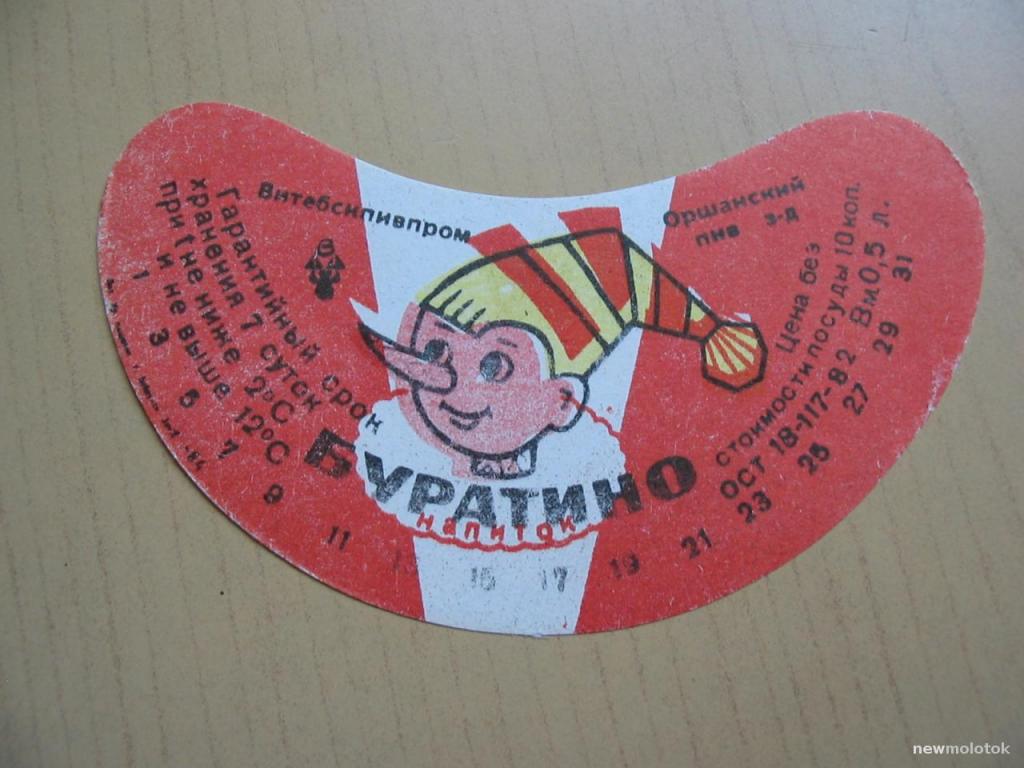 Витебскпивпром
Оршанский
пив з-д
Гарантийный срок
хранения 7 суток
при t не ниже 2°С
и не выше 12°С
Цена без
стоимости посуды 10 коп.
ОСТ 18-117-82 Вм 0,5 л.
БУРАТИНО
напиток
1 3 5 7 9 11 15 17 19 21 23 25 27 29 31
newmolotok